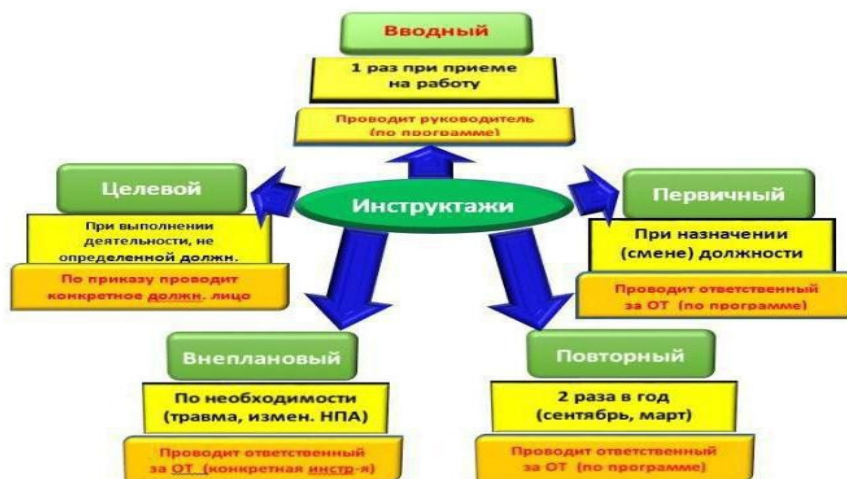 Вводный
1 раз при приеме
на работу
Проводит руководитель
(по программе)
Целевой
При выполнении
деятельности, не
определенной должн.
По приказу проводит
конкретное должн. лицо
Инструктажи
Первичный
При назначении
(смене) должности
Проводит ответственный
за ОТ (по программе)
Внеплановый
По необходимости
(травма, измен. НПА)
Проводит ответственный
за ОТ (конкретная инстр-я)
Повторный
2 раза в год
(сентябрь, март)
Проводит ответственный
за ОТ (по программе)